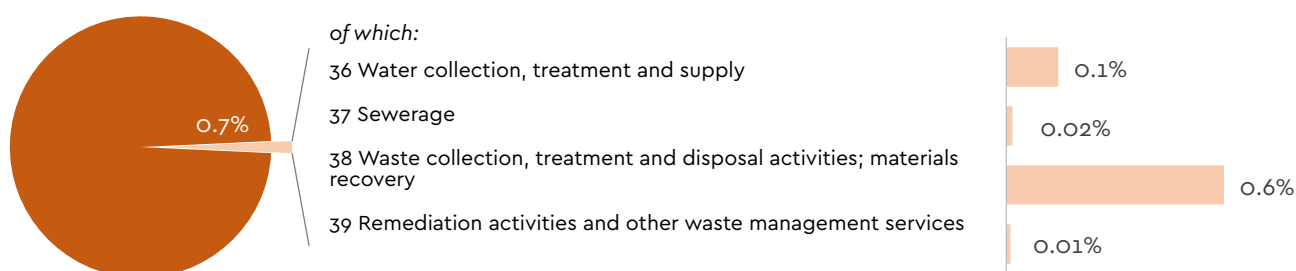 of which:
36 Water collection, treatment and supply
0.1%
0.7%
37 Sewerage
0.02%
38 Waste collection, treatment and disposal activities; materials
recovery
0.6%
39 Remediation activities and other waste management services
0.01%